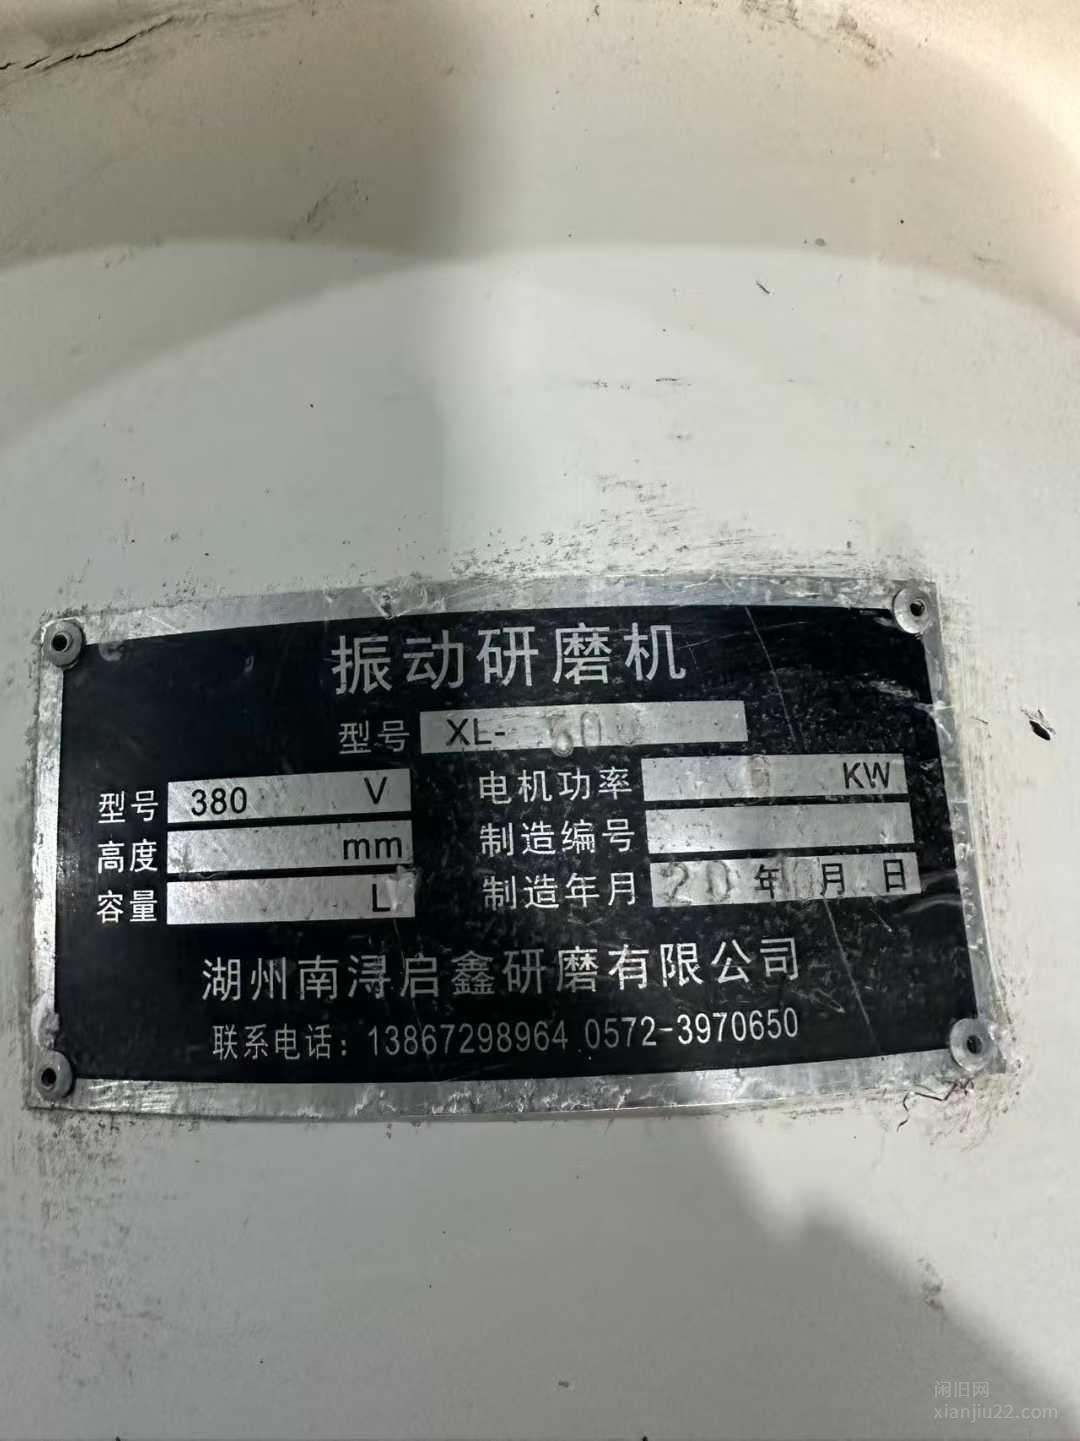 振动研磨机
型号 XL- 500
型号 380 V 电机功率 KW
高度 mm 制造编号
容量 L 制造年月 20 年 月 日
湖州南浔启鑫研磨有限公司
联系电话：13867298964 0572-3970650
闲旧网
xianjiu22.com